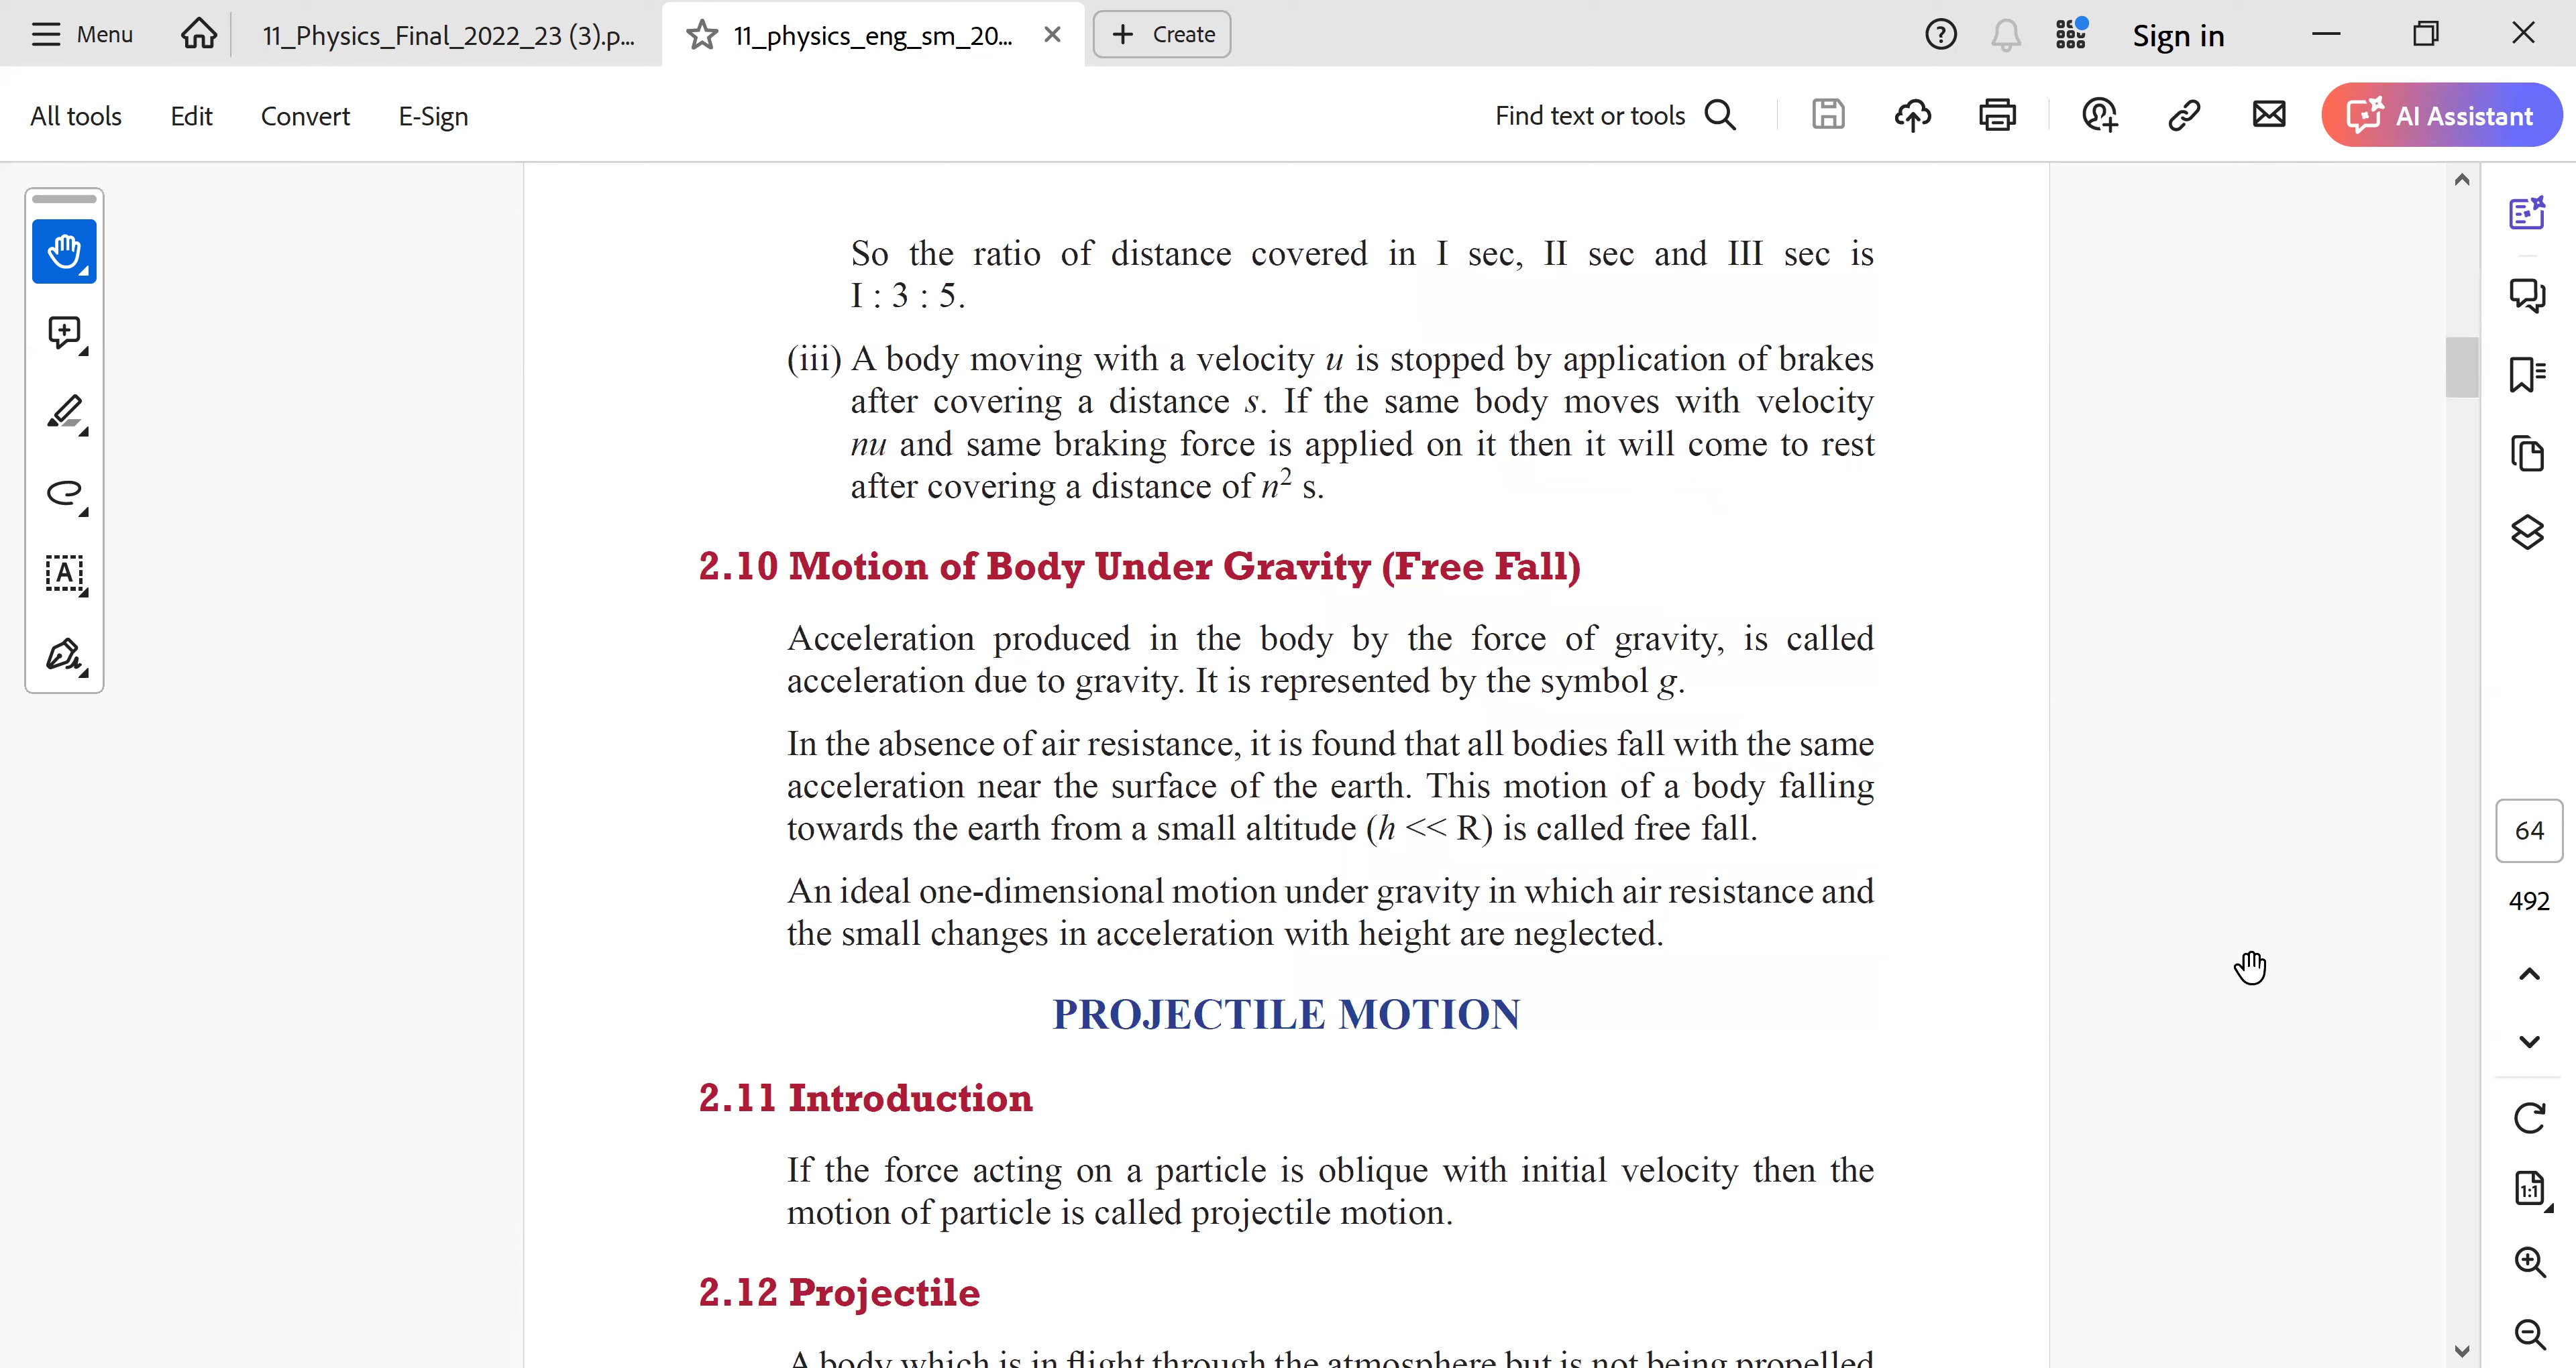 Menu
11_Physics_Final_2022_23 (3).p...
11_physics_eng_sm_20...
Create
Sign in
All tools
Edit
Convert
E-Sign
Find text or tools
AI Assistant
So the ratio of distance covered in I sec, II sec and III sec is
I : 3 : 5.
(iii) A body moving with a velocity u is stopped by application of brakes
after covering a distance s. If the same body moves with velocity
nu and same braking force is applied on it then it will come to rest
after covering a distance of n² s.
2.10 Motion of Body Under Gravity (Free Fall)
Acceleration produced in the body by the force of gravity, is called
acceleration due to gravity. It is represented by the symbol g.
In the absence of air resistance, it is found that all bodies fall with the same
acceleration near the surface of the earth. This motion of a body falling
towards the earth from a small altitude (h << R) is called free fall.
An ideal one-dimensional motion under gravity in which air resistance and
the small changes in acceleration with height are neglected.
PROJECTILE MOTION
2.11 Introduction
If the force acting on a particle is oblique with initial velocity then the
motion of particle is called projectile motion.
2.12 Projectile
A body which is in flight through the atmosphere but is not being propelled
64
492
1:1